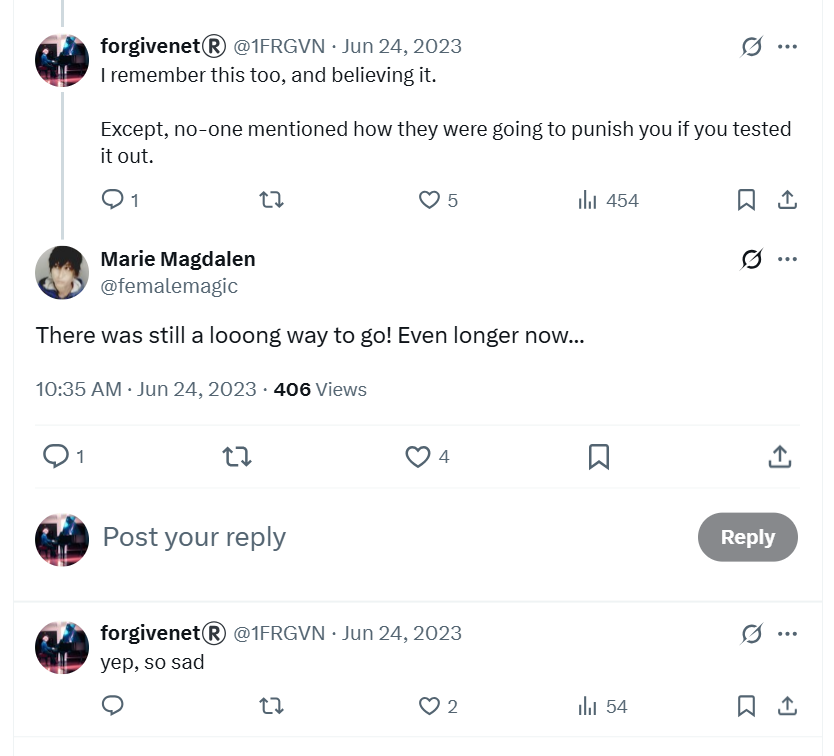 forgivenet® @1FRGVN · Jun 24, 2023
I remember this too, and believing it.
Except, no-one mentioned how they were going to punish you if you tested
it out.
1 5 454
Marie Magdalen
@femalemagic
There was still a looong way to go! Even longer now...
10:35 AM · Jun 24, 2023 · 406 Views
1 4
Post your reply Reply
forgivenet® @1FRGVN · Jun 24, 2023
yep, so sad
2 54